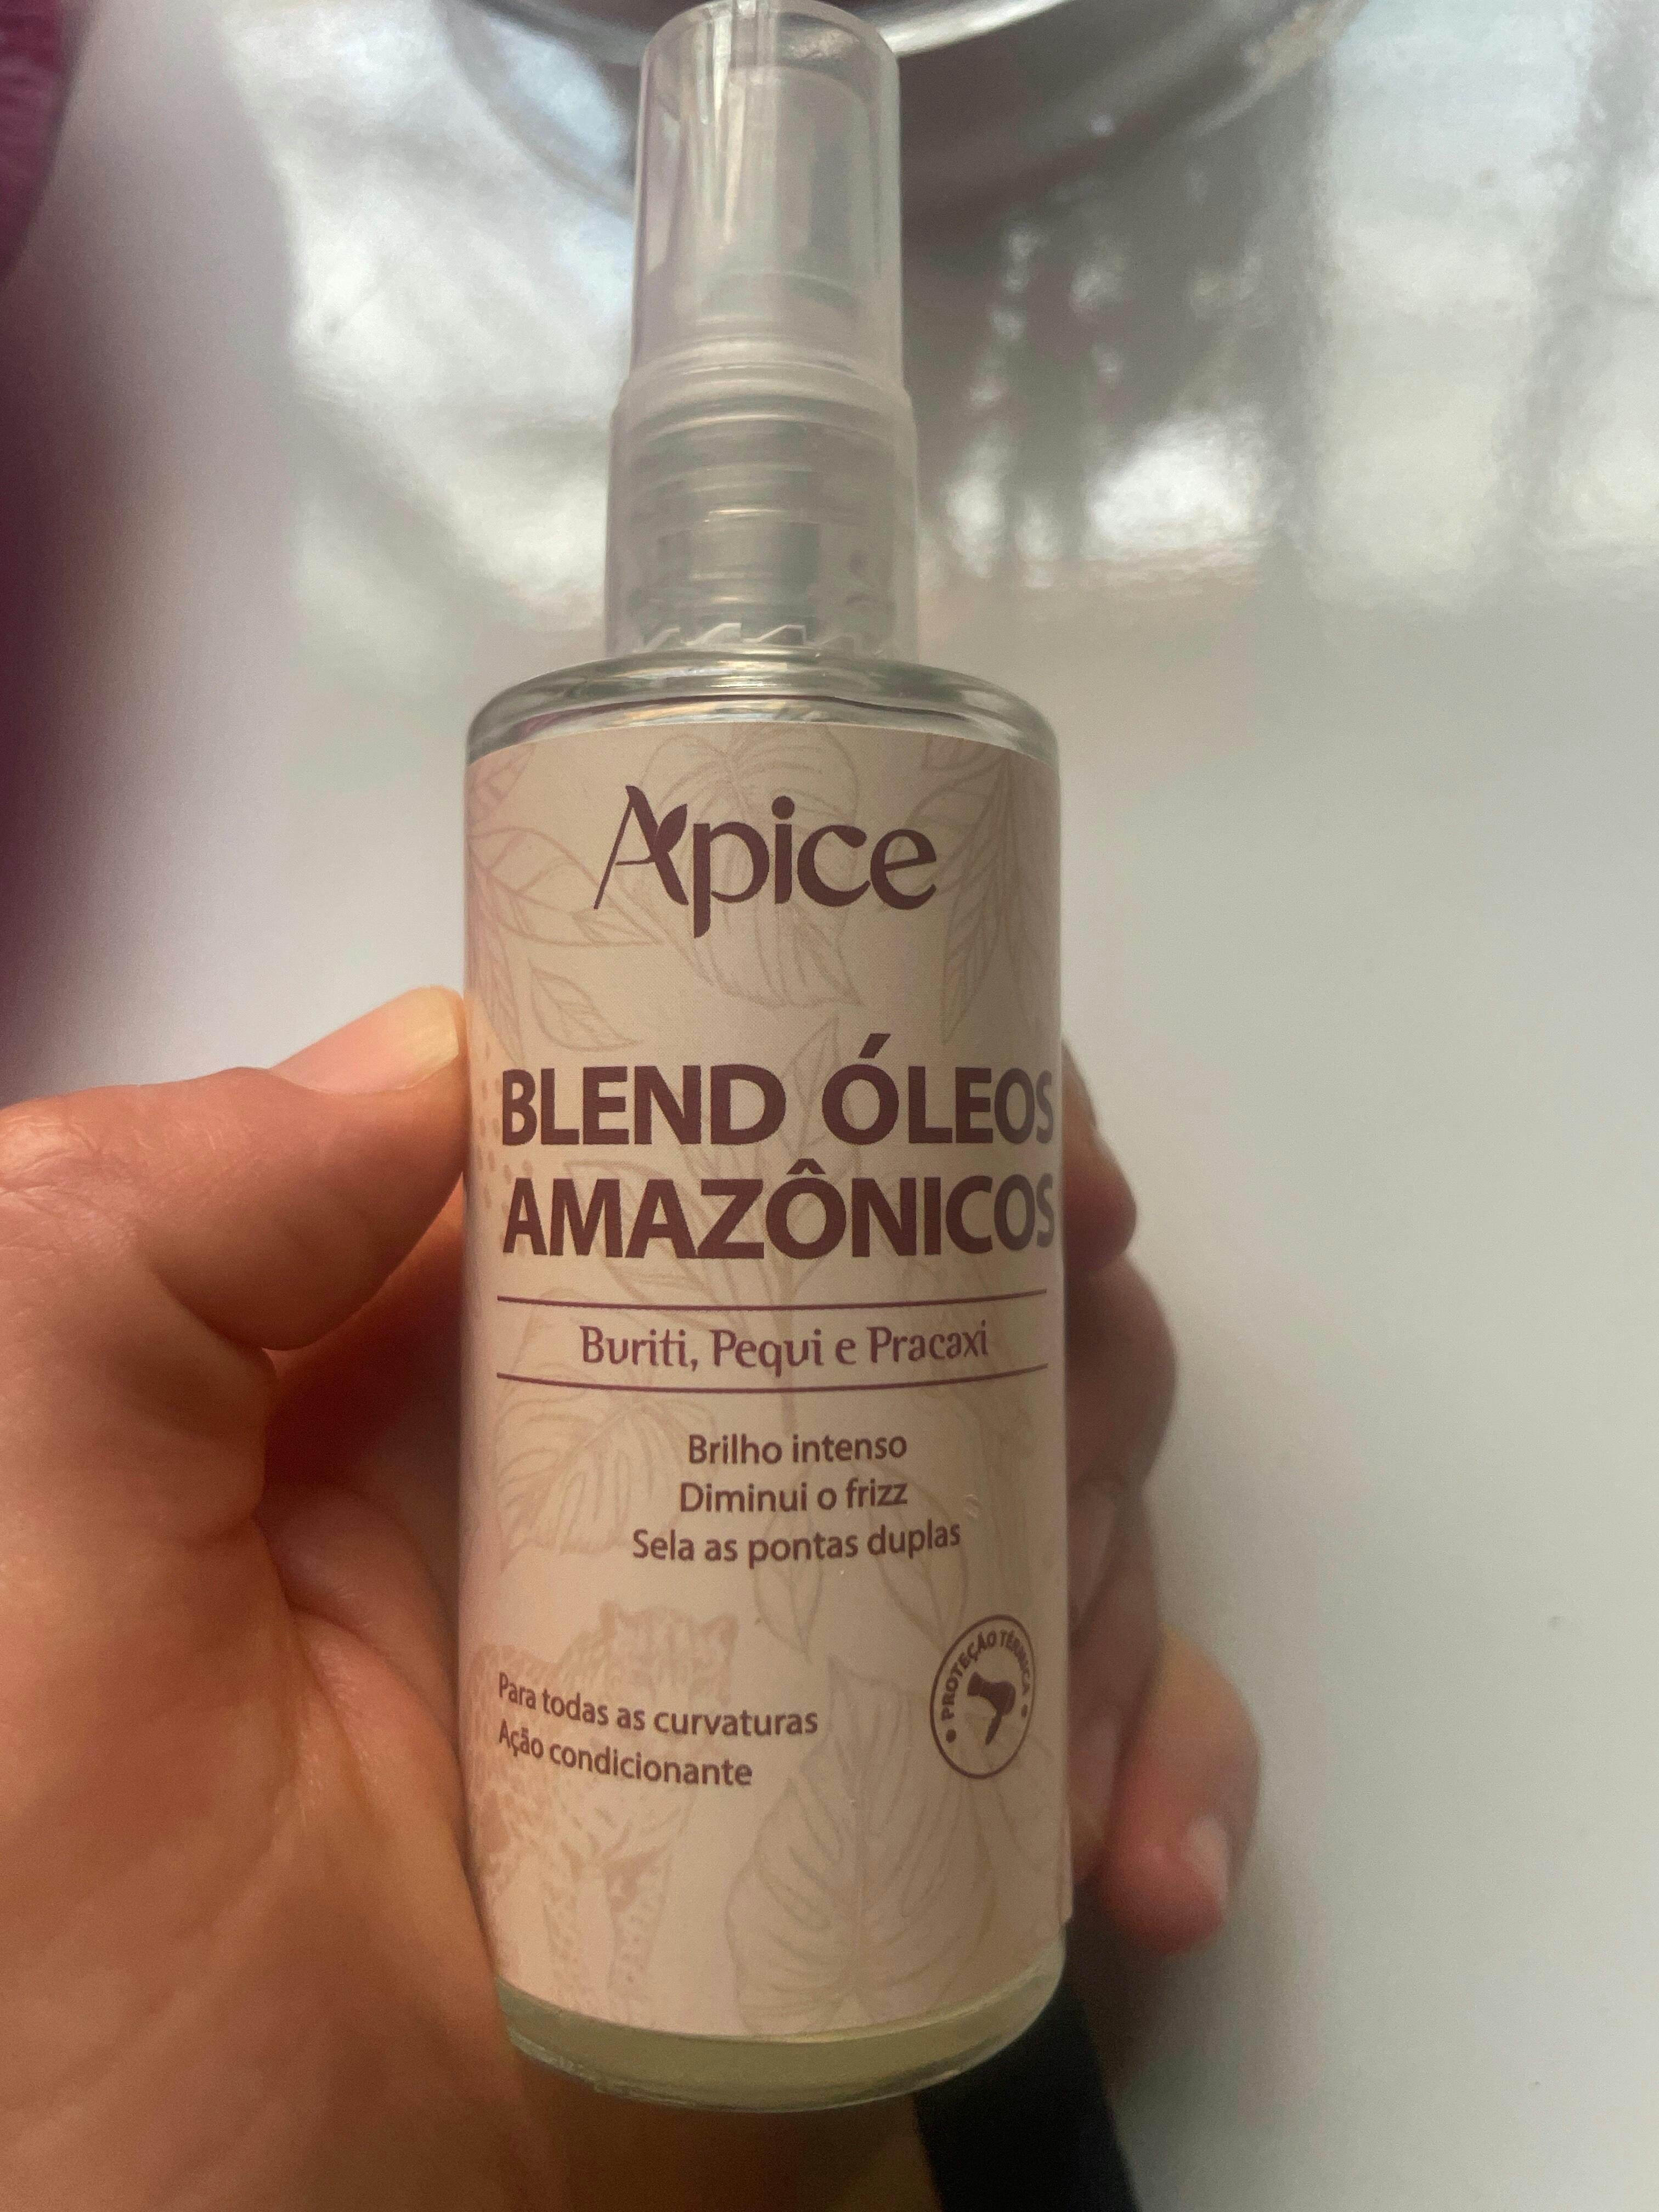 Apice
BLEND ÓLEOS
AMAZÔNICOS
Buriti, Pequi e Pracaxi
Brilho intenso
Diminui o frizz
Sela as pontas duplas
Para todas as curvaturas
Ação condicionante
PROTEÇÃO TÉRMICA